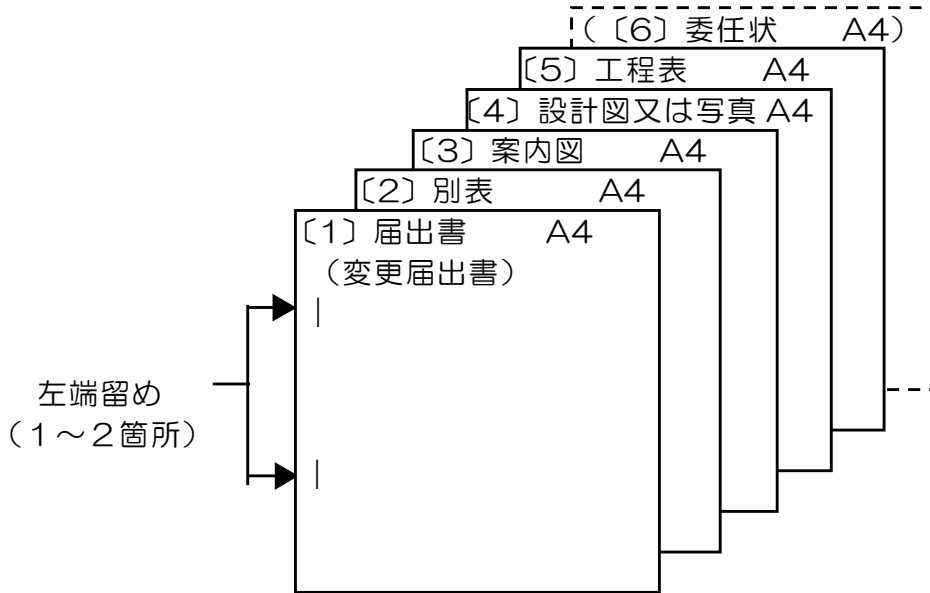 （〔6〕委任状　　A4）
〔5〕工程表　　A4
〔4〕設計図又は写真 A4
〔3〕案内図　　A4
〔2〕別表　　A4
〔1〕届出書　　A4
（変更届出書）
左端留め
（１～２箇所）